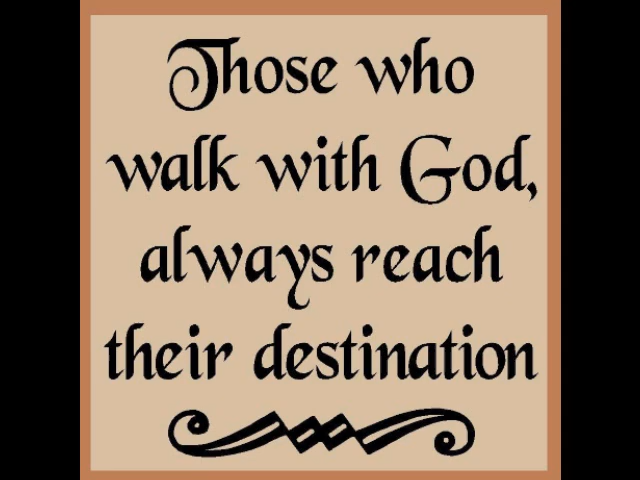 Those who
walk with God,
always reach
their destination